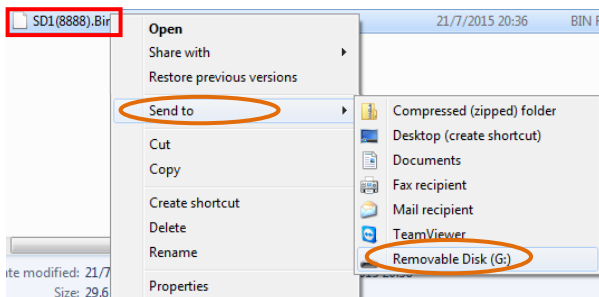 SD1(8888).Bin
21/7/2015 20:36
BIN
Open
Share with
Restore previous versions
Send to
Cut
Copy
Create shortcut
Delete
Rename
Properties
Compressed (zipped) folder
Desktop (create shortcut)
Documents
Fax recipient
Mail recipient
TeamViewer
Removable Disk (G:)
modified: 21/7
Size: 29.6